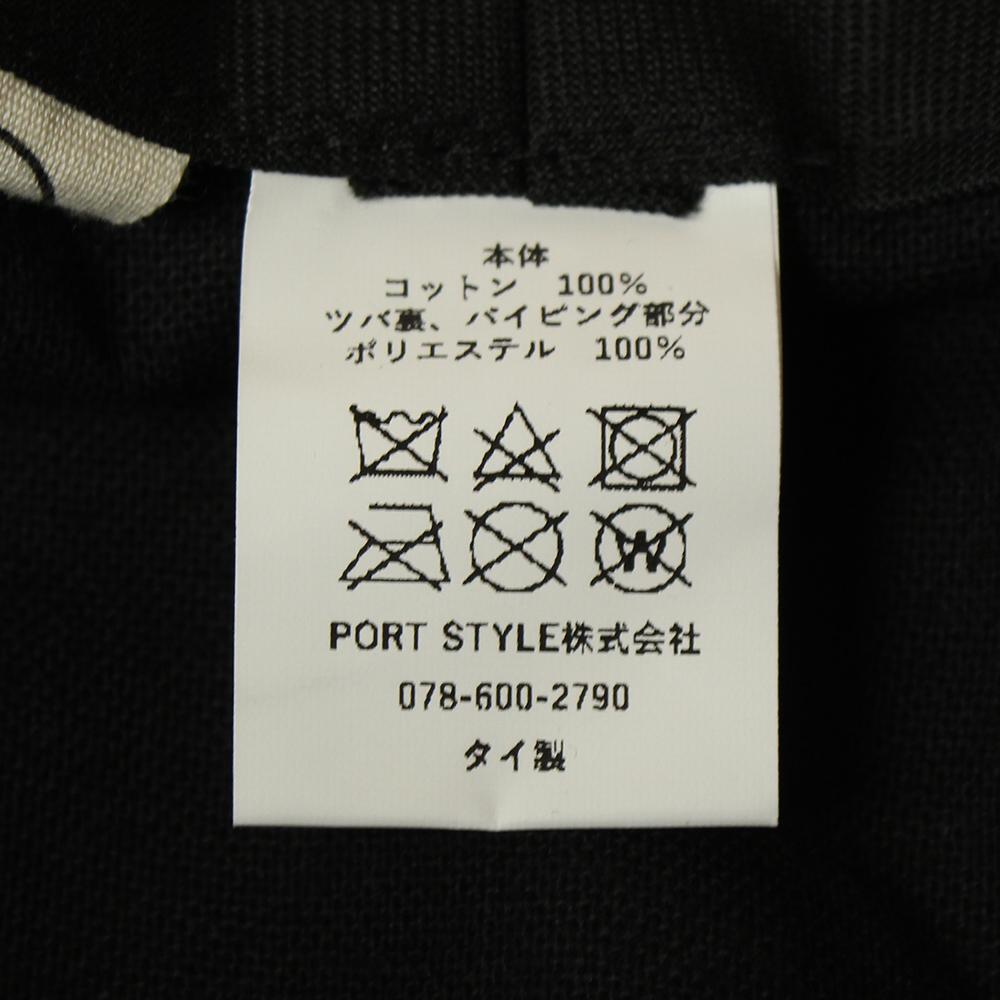 本体
コットン　100%
ツバ裏、パイピング部分
ポリエステル　100%
W
PORT STYLE株式会社
078-600-2790
タイ製